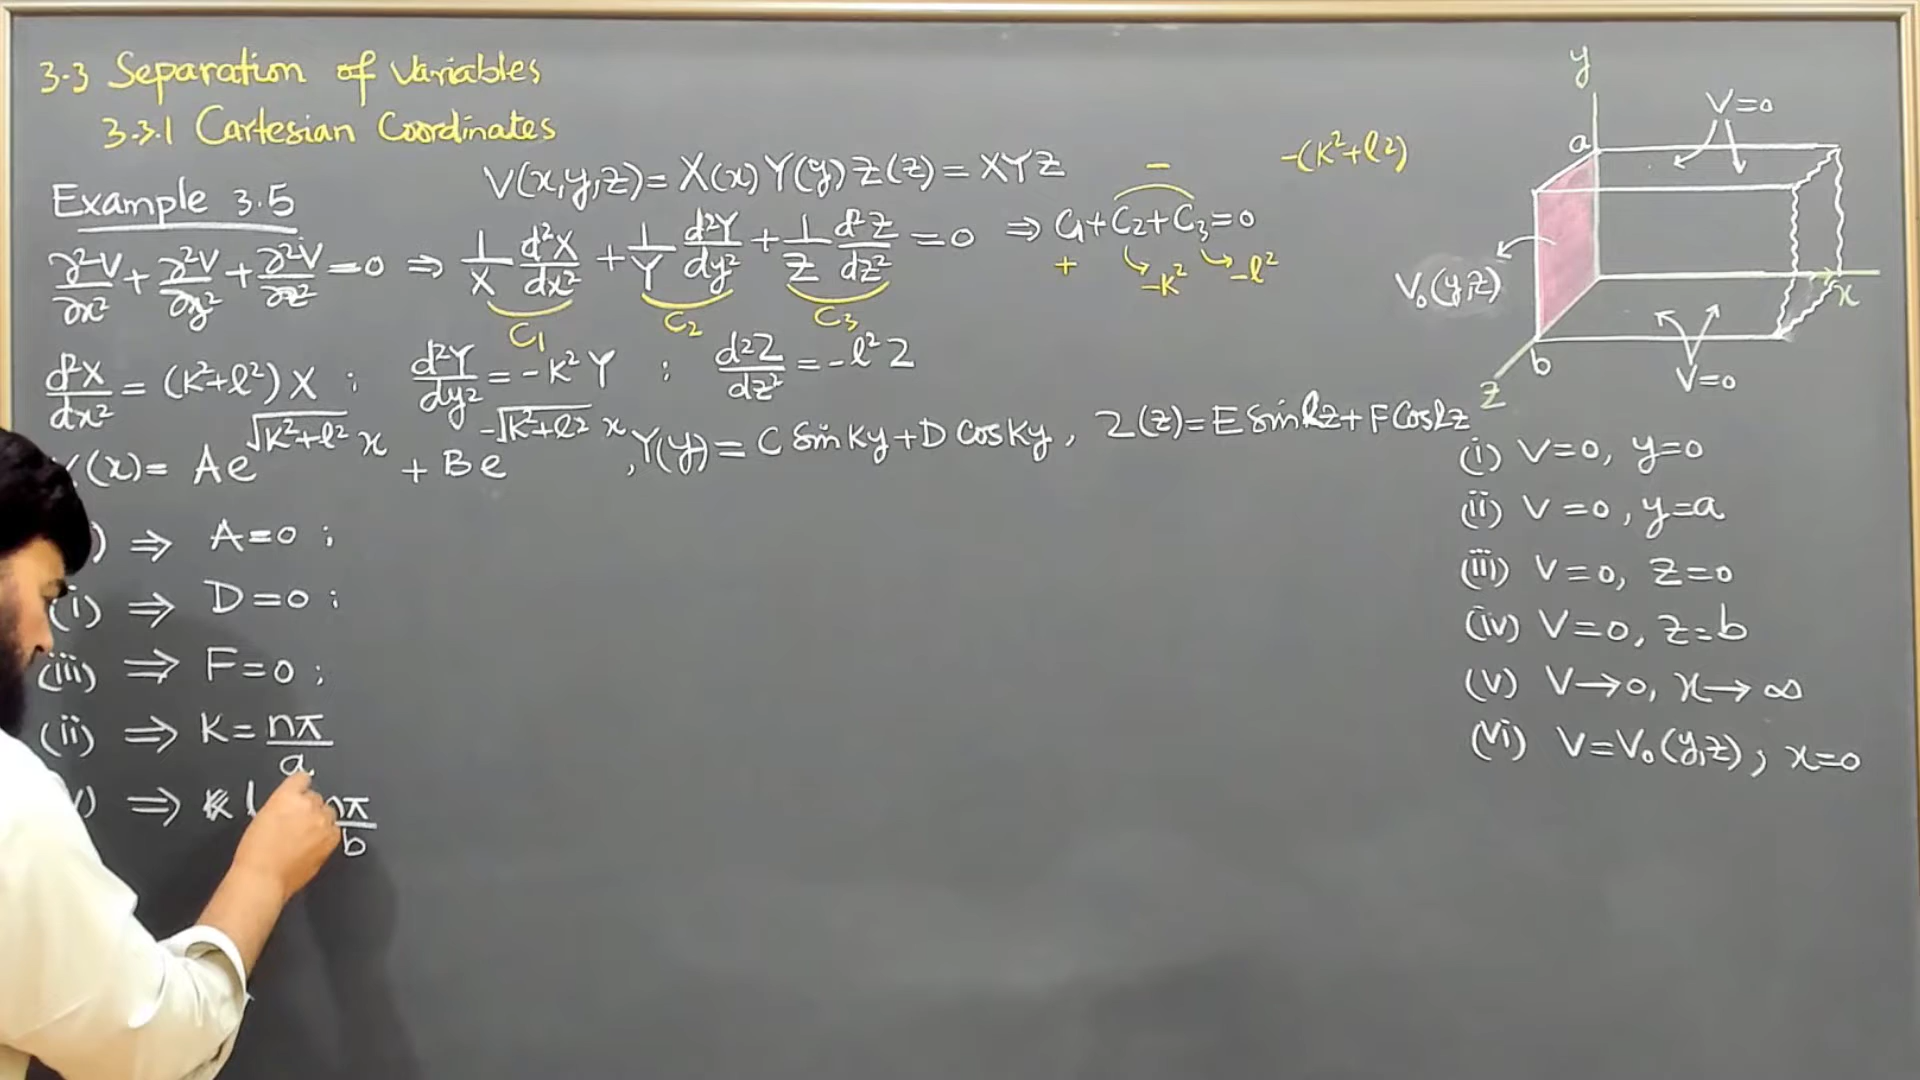 3.3 Separation of Variables
3.3.1 Cartesian Coordinates
Example 3.5
V(x,y,z)= X(x)Y(y)Z(z)= XYZ
∂²V/∂x² + ∂²V/∂y² + ∂²V/∂z² = 0 ⇒ 1/X d²X/dx² + 1/Y d²Y/dy² + 1/Z d²Z/dz² = 0 ⇒ C₁+C₂+C₃=0
C₁ C₂ C₃
+ −k² −l²
−
−(k²+l²)
d²X/dx² = (k²+l²)X ; d²Y/dy² = −k²Y ; d²Z/dz² = −l²Z
(x)= Ae^(√(k²+l²) x) + Be^(−√(k²+l²) x) , Y(y)= C Sin ky + D Cos ky , Z(z)= E Sin lz + F Cos lz
) ⇒ A=0 ;
(i) ⇒ D=0 ;
(iii) ⇒ F=0 ;
(ii) ⇒ K= nπ/a
) ⇒ l π/b
y
V=0
a
V₀(y,z)
x
b
z
V=0
(i) V=0, y=0
(ii) V=0, y=a
(iii) V=0, z=0
(iv) V=0, z=b
(v) V→0, x→∞
(vi) V=V₀(y,z), x=0